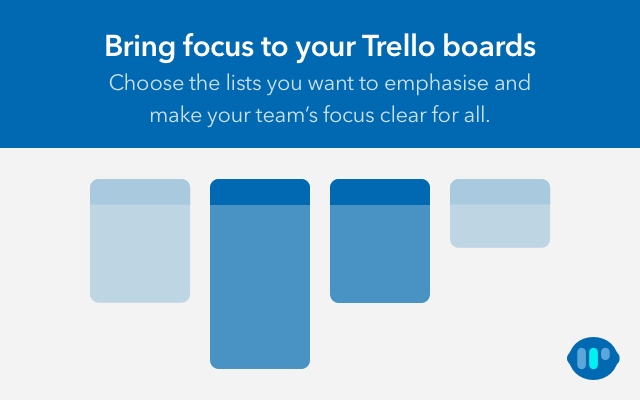 Bring focus to your Trello boards
Choose the lists you want to emphasise and
make your team’s focus clear for all.